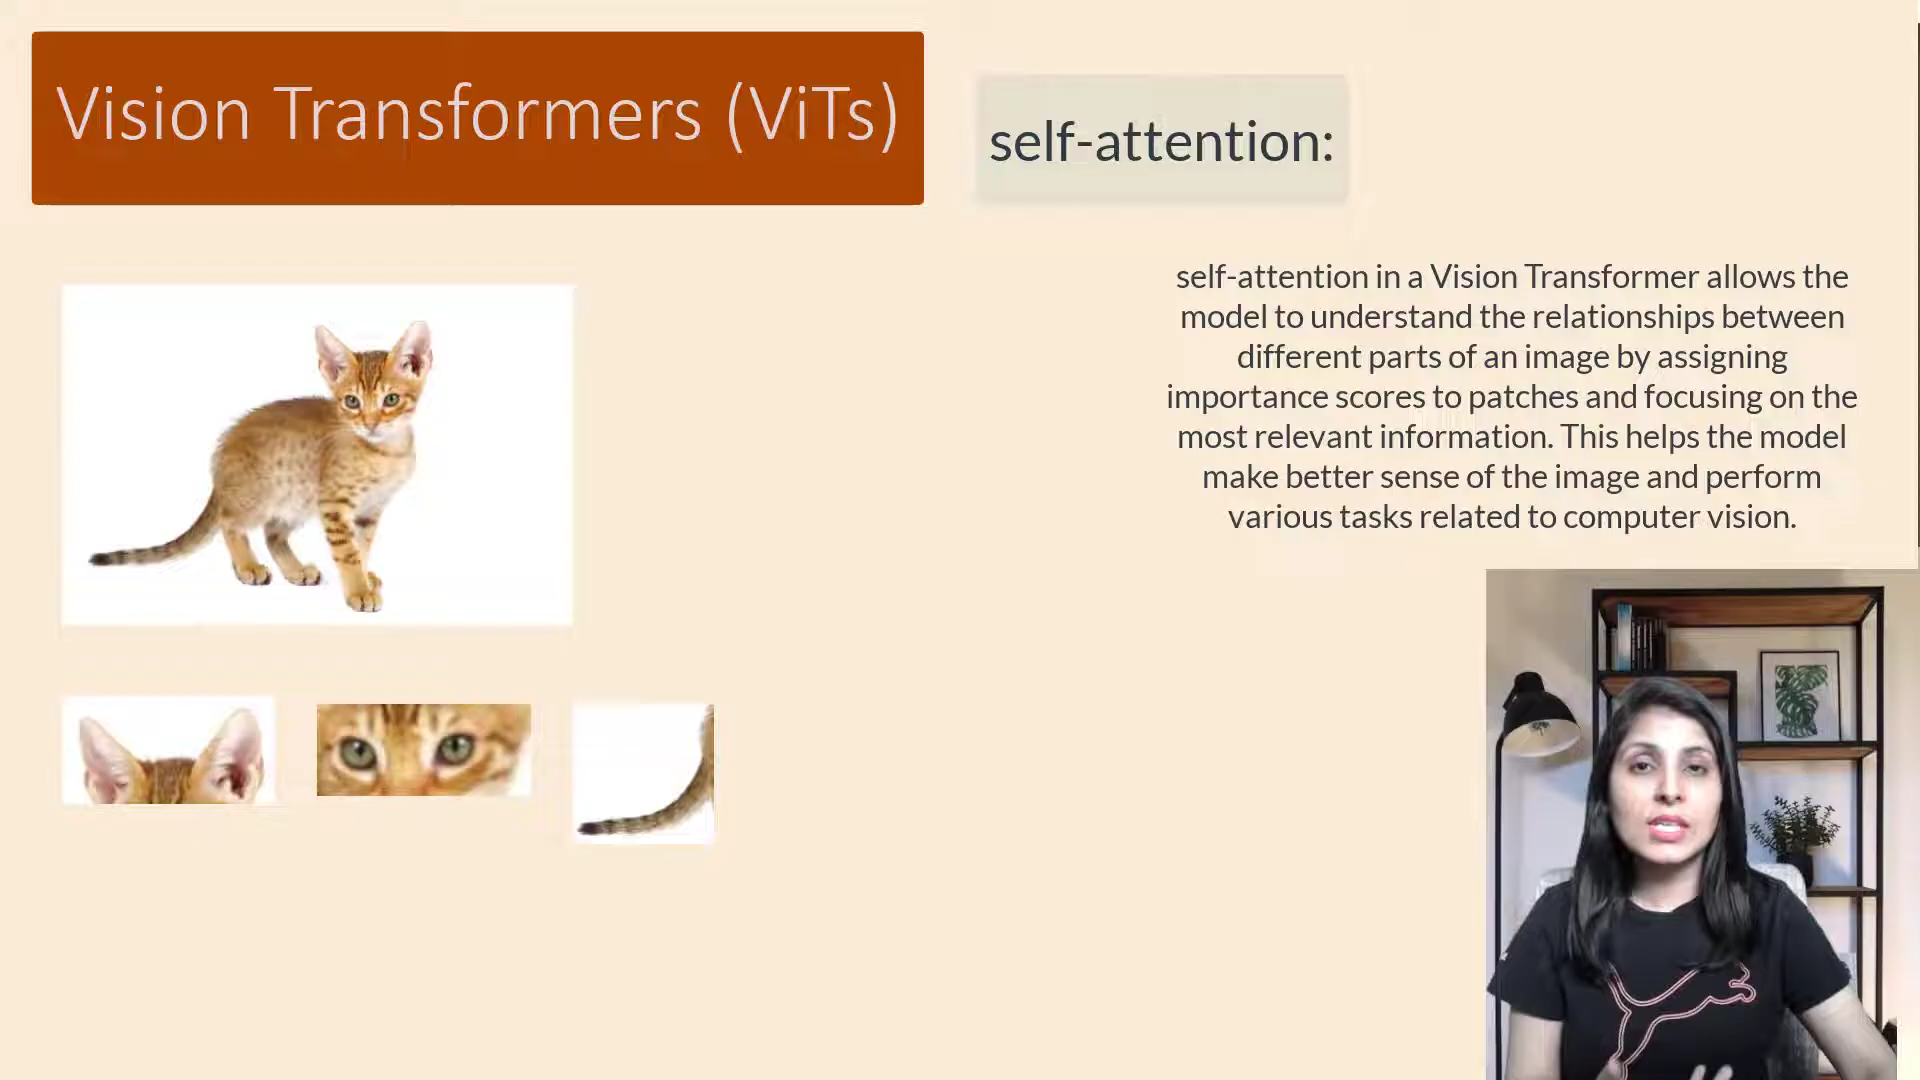 Vision Transformers (ViTs)
self-attention:
self-attention in a Vision Transformer allows the
model to understand the relationships between
different parts of an image by assigning
importance scores to patches and focusing on the
most relevant information. This helps the model
make better sense of the image and perform
various tasks related to computer vision.